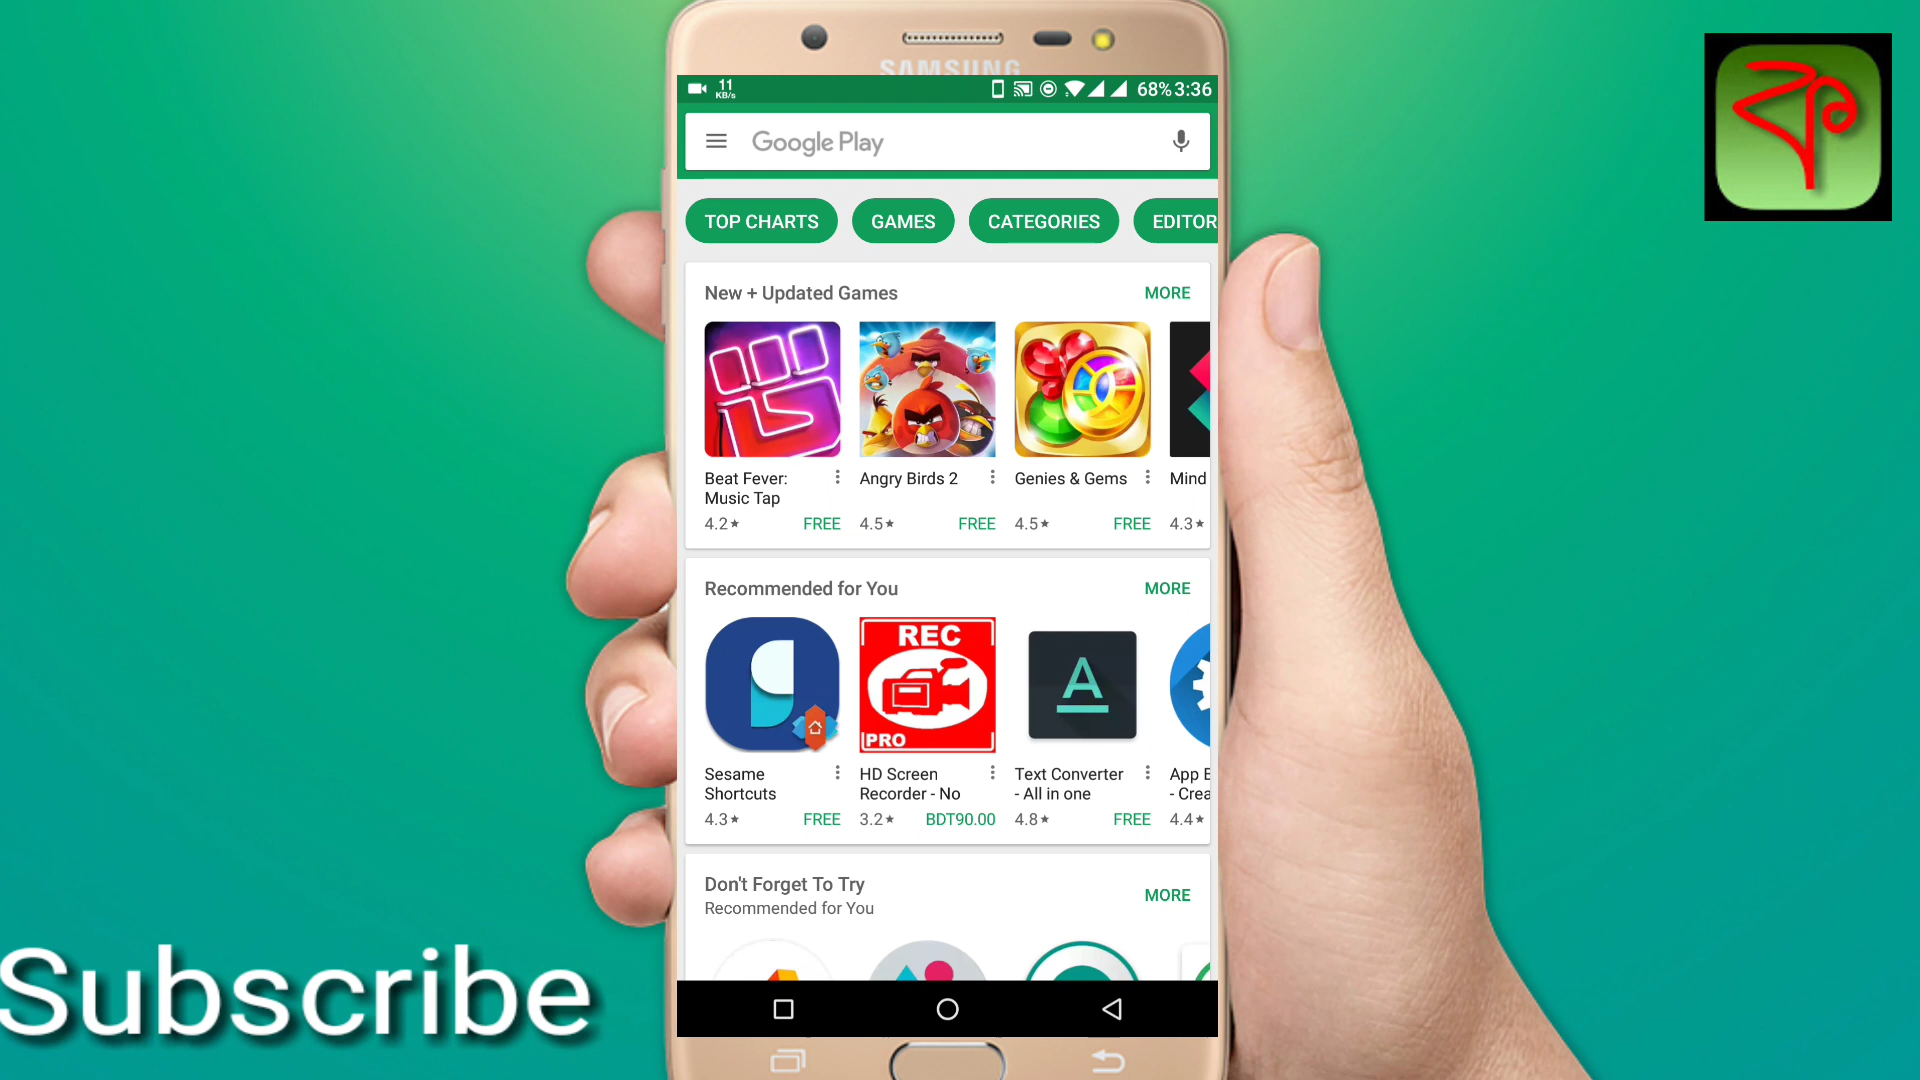 SAMSUNG
11
KB/s
68% 3:36
Google Play
TOP CHARTS
GAMES
CATEGORIES
EDITOR
New + Updated Games
MORE
Beat Fever:
Music Tap
4.2★ FREE
Angry Birds 2
4.5★ FREE
Genies & Gems
4.5★ FREE
Mind
4.3★
Recommended for You
MORE
REC
PRO
A
Sesame
Shortcuts
4.3★ FREE
HD Screen
Recorder - No
3.2★ BDT90.00
Text Converter
- All in one
4.8★ FREE
App
- Crea
4.4★
Don't Forget To Try
MORE
Recommended for You
Subscribe
ক